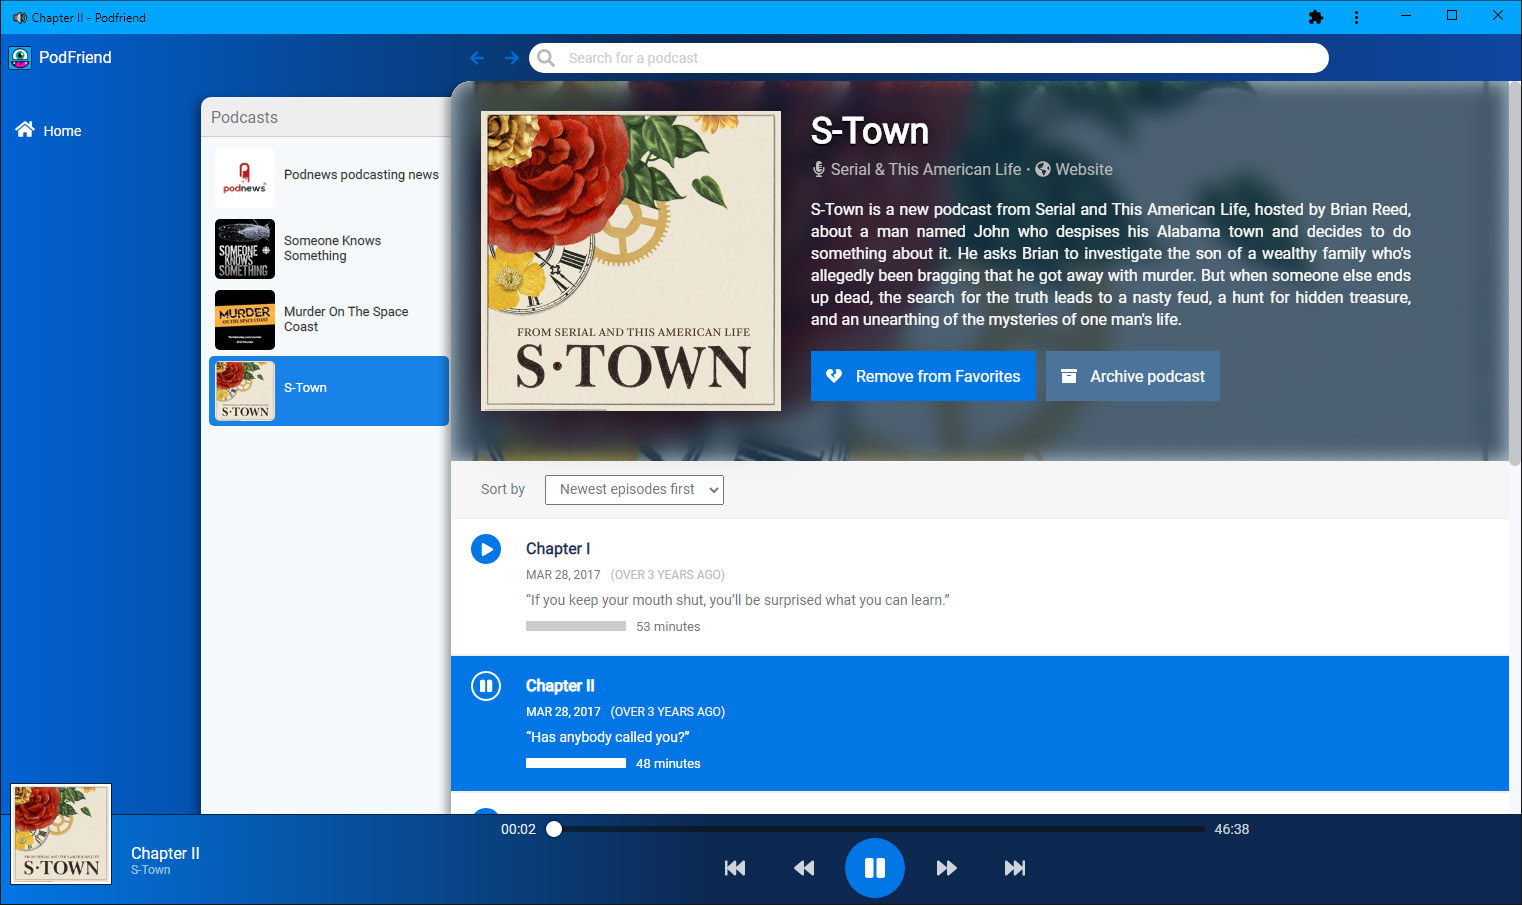 Chapter II - Podfriend
PodFriend
Search for a podcast
Home
Podcasts
podnews
Podnews podcasting news
SOMEONE
KNOWS
SOMETHING
Someone Knows
Something
MURDER
ON THE SPACE COAST
Murder On The Space
Coast
S·TOWN
S-Town
FROM SERIAL AND THIS AMERICAN LIFE
S·TOWN
S-Town
Serial & This American Life · Website
S-Town is a new podcast from Serial and This American Life, hosted by Brian Reed,
about a man named John who despises his Alabama town and decides to do
something about it. He asks Brian to investigate the son of a wealthy family who's
allegedly been bragging that he got away with murder. But when someone else ends
up dead, the search for the truth leads to a nasty feud, a hunt for hidden treasure,
and an unearthing of the mysteries of one man's life.
Remove from Favorites
Archive podcast
Sort by
Newest episodes first
Chapter I
MAR 28, 2017 (OVER 3 YEARS AGO)
“If you keep your mouth shut, you’ll be surprised what you can learn.”
53 minutes
Chapter II
MAR 28, 2017 (OVER 3 YEARS AGO)
“Has anybody called you?”
48 minutes
FROM SERIAL AND THIS AMERICAN LIFE
S·TOWN
Chapter II
S-Town
00:02
46:38